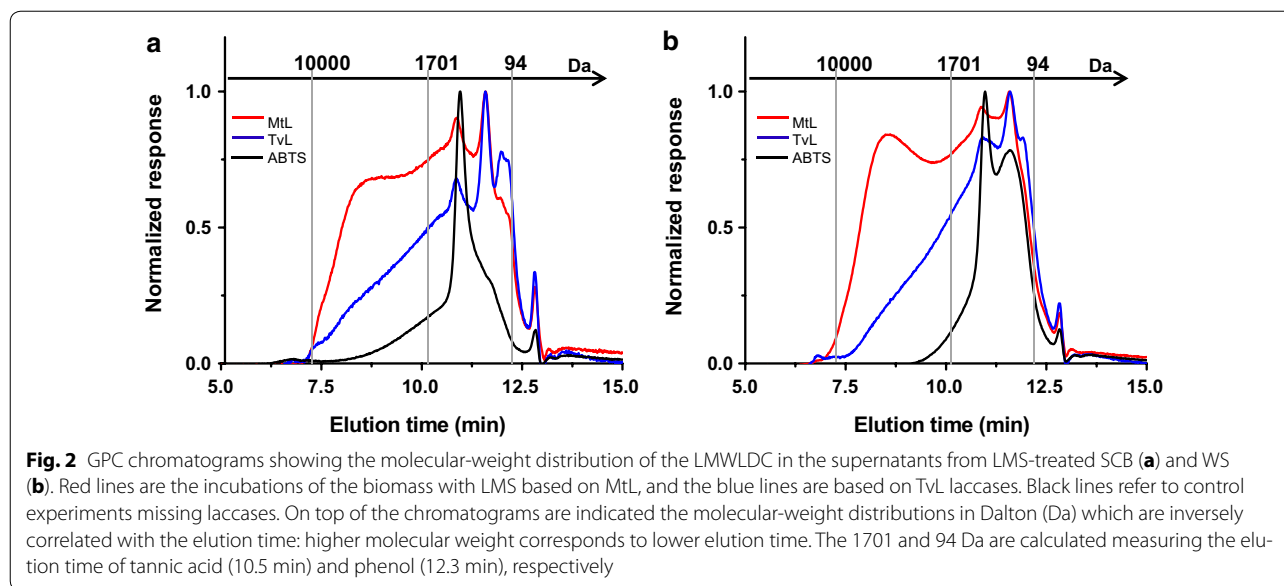 a
10000
1701
94
Da
1.0
0.5
0.0
Normalized response
MtL
TvL
ABTS
5.0 7.5 10.0 12.5 15.0
Elution time (min)
b
10000
1701
94
Da
1.0
0.5
0.0
Normalized response
MtL
TvL
ABTS
5.0 7.5 10.0 12.5 15.0
Elution time (min)
Fig. 2 GPC chromatograms showing the molecular-weight distribution of the LMWLDC in the supernatants from LMS-treated SCB (a) and WS
(b). Red lines are the incubations of the biomass with LMS based on MtL, and the blue lines are based on TvL laccases. Black lines refer to control
experiments missing laccases. On top of the chromatograms are indicated the molecular-weight distributions in Dalton (Da) which are inversely
correlated with the elution time: higher molecular weight corresponds to lower elution time. The 1701 and 94 Da are calculated measuring the elu-
tion time of tannic acid (10.5 min) and phenol (12.3 min), respectively